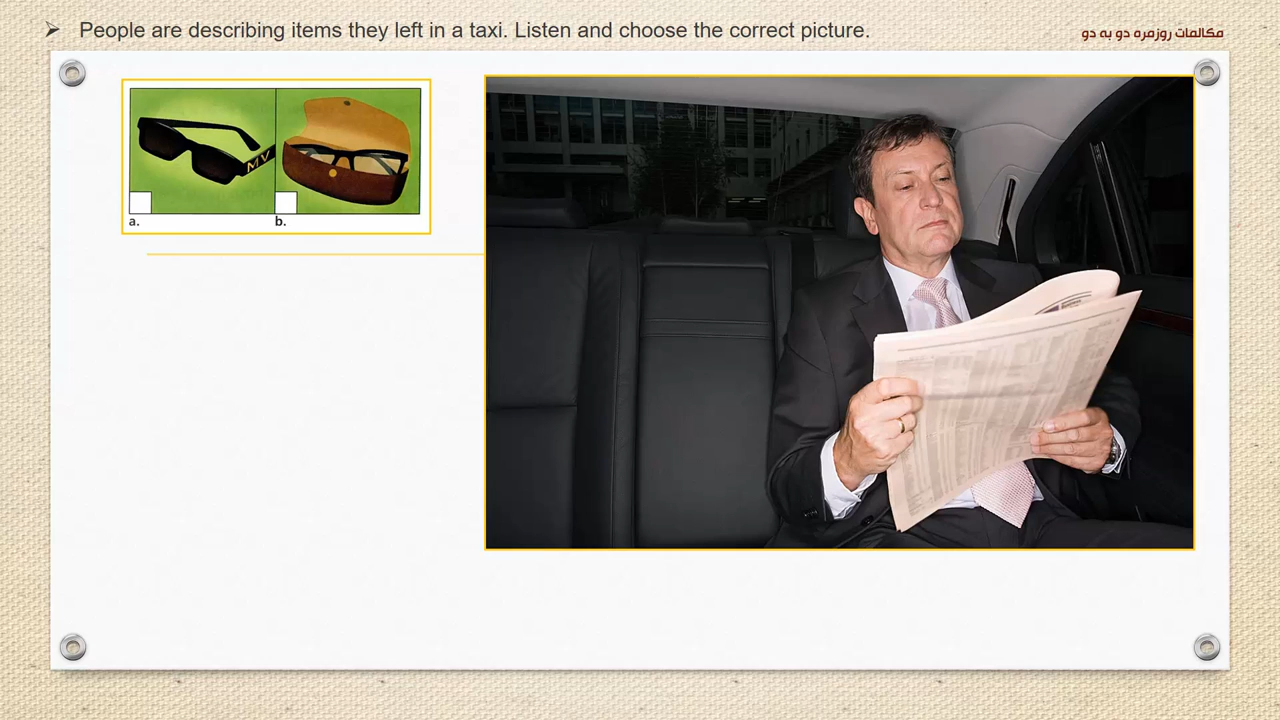 ➢ People are describing items they left in a taxi. Listen and choose the correct picture.
مکالمات روزمره دو به دو
MV
a.
b.